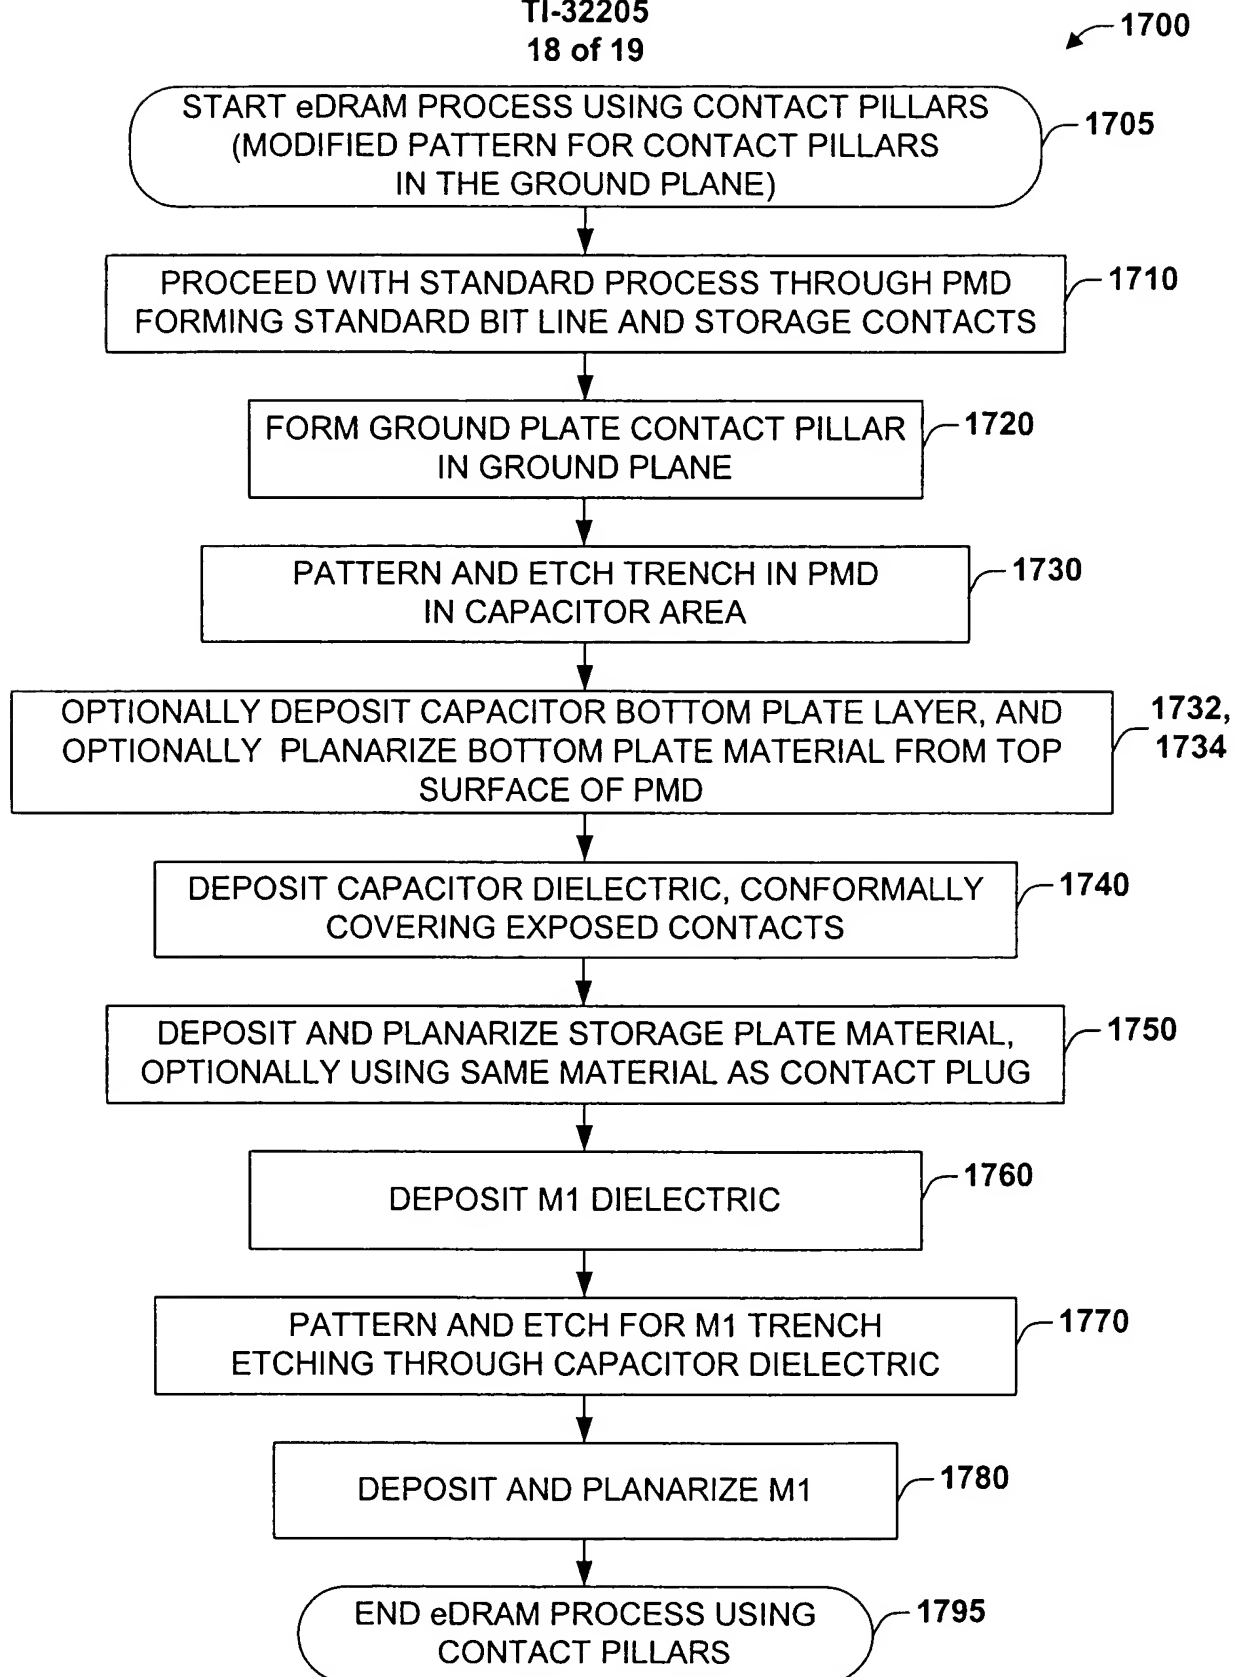 TI-32205
18 of 19
1700
START eDRAM PROCESS USING CONTACT PILLARS
(MODIFIED PATTERN FOR CONTACT PILLARS
IN THE GROUND PLANE)
1705
PROCEED WITH STANDARD PROCESS THROUGH PMD
FORMING STANDARD BIT LINE AND STORAGE CONTACTS
1710
FORM GROUND PLATE CONTACT PILLAR
IN GROUND PLANE
1720
PATTERN AND ETCH TRENCH IN PMD
IN CAPACITOR AREA
1730
OPTIONALLY DEPOSIT CAPACITOR BOTTOM PLATE LAYER, AND
OPTIONALLY PLANARIZE BOTTOM PLATE MATERIAL FROM TOP
SURFACE OF PMD
1732,
1734
DEPOSIT CAPACITOR DIELECTRIC, CONFORMALLY
COVERING EXPOSED CONTACTS
1740
DEPOSIT AND PLANARIZE STORAGE PLATE MATERIAL,
OPTIONALLY USING SAME MATERIAL AS CONTACT PLUG
1750
DEPOSIT M1 DIELECTRIC
1760
PATTERN AND ETCH FOR M1 TRENCH
ETCHING THROUGH CAPACITOR DIELECTRIC
1770
DEPOSIT AND PLANARIZE M1
1780
END eDRAM PROCESS USING
CONTACT PILLARS
1795